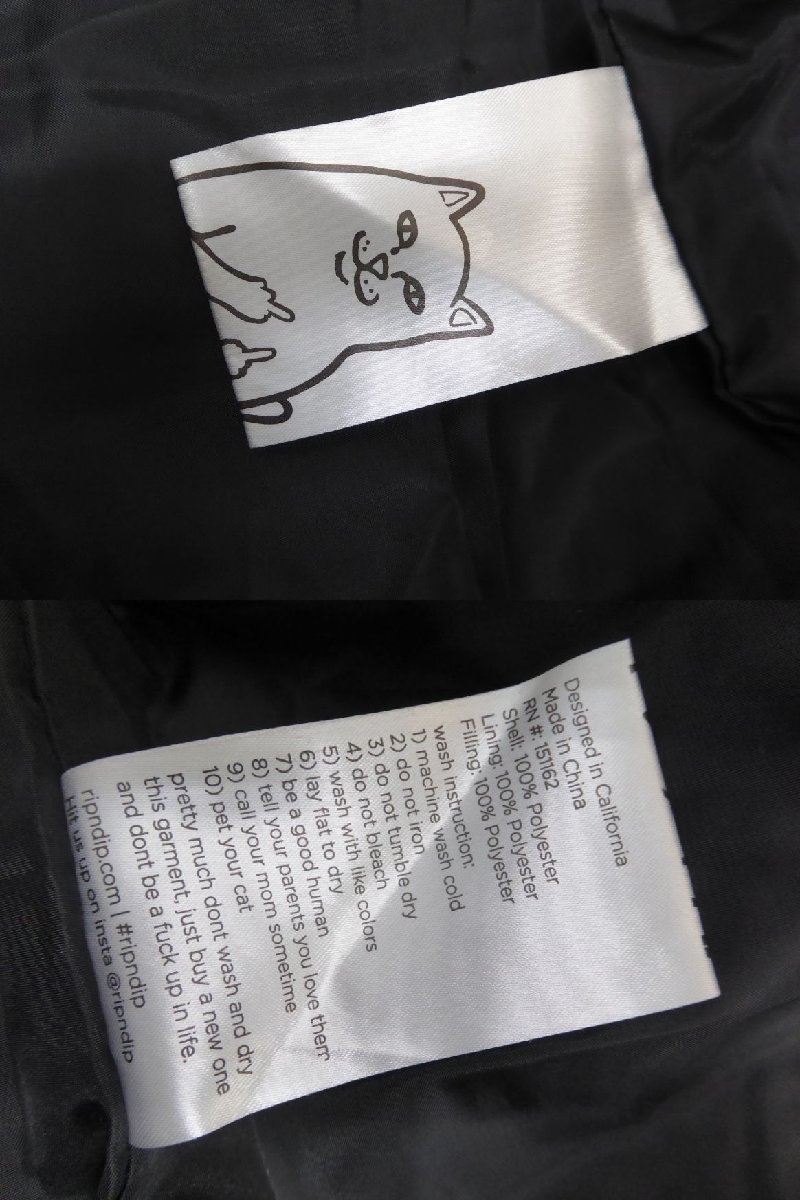 Designed in California
Made in China
RN #: 151162
Shell: 100% Polyester
Lining: 100% Polyester
Filling: 100% Polyester
wash instruction:
1) machine wash cold
2) do not iron
3) do not tumble dry
4) do not bleach
5) wash with like colors
6) lay flat to dry
7) be a good human
8) tell your parents you love them
9) call your mom sometime
10) pet your cat
pretty much dont wash and dry
this garment, just buy a new one
and dont be a fuck up in life.
ripndip.com | #ripndip
Hit us up on insta @ripndip